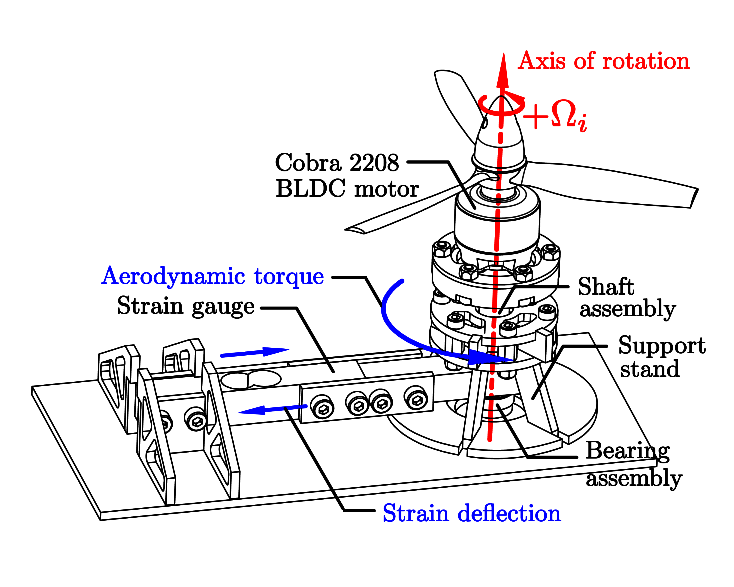 Axis of rotation
+Ω_i
Cobra 2208
BLDC motor
Aerodynamic torque
Strain gauge
Shaft
assembly
Support
stand
Bearing
assembly
Strain deflection